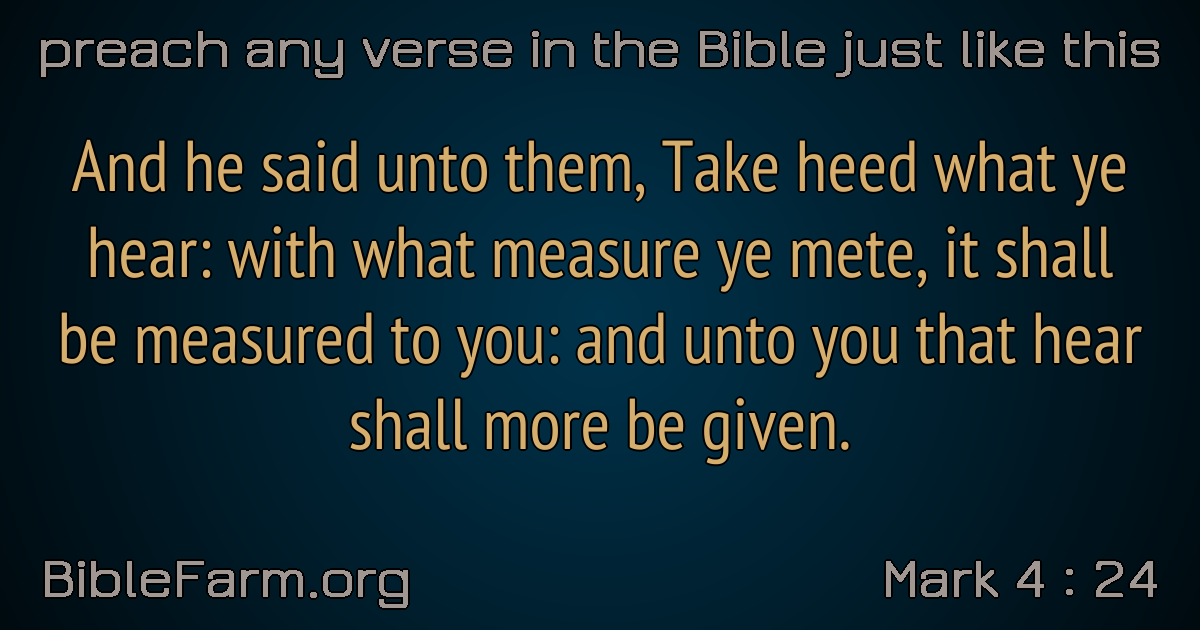 preach any verse in the Bible just like this
And he said unto them, Take heed what ye
hear: with what measure ye mete, it shall
be measured to you: and unto you that hear
shall more be given.
BibleFarm.org
Mark 4 : 24